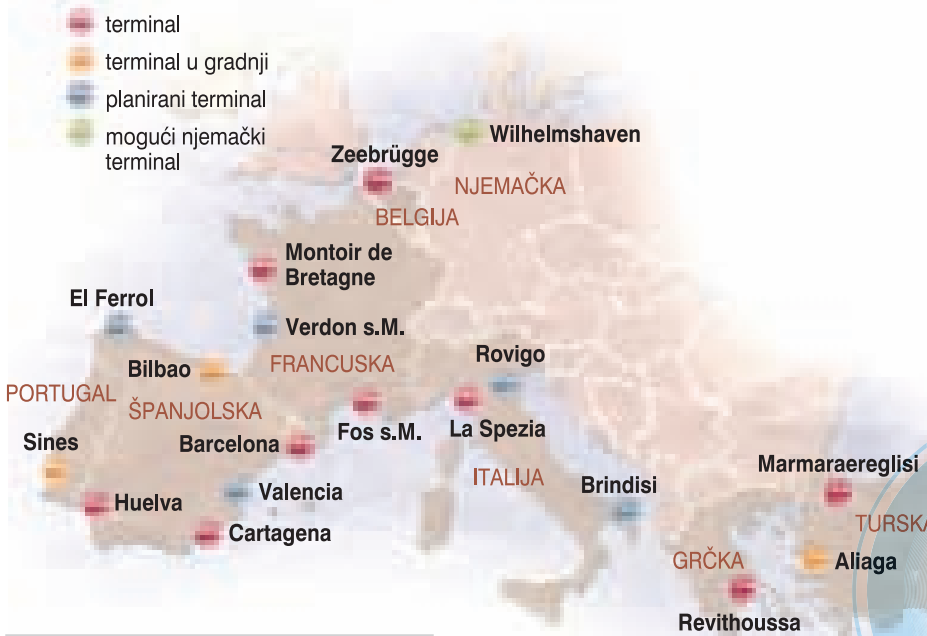 terminal
terminal u gradnji
planirani terminal
mogući njemački
terminal
Wilhelmshaven
Zeebrügge
NJEMAČKA
BELGIJA
Montoir de
Bretagne
El Ferrol
Verdon s.M.
Rovigo
Bilbao
FRANCUSKA
PORTUGAL
ŠPANJOLSKA
Sines
Barcelona
Fos s.M.
La Spezia
Marmaraereglisi
ITALIJA
Brindisi
Huelva
Valencia
Cartagena
TURSKA
GRČKA
Aliaga
Revithoussa